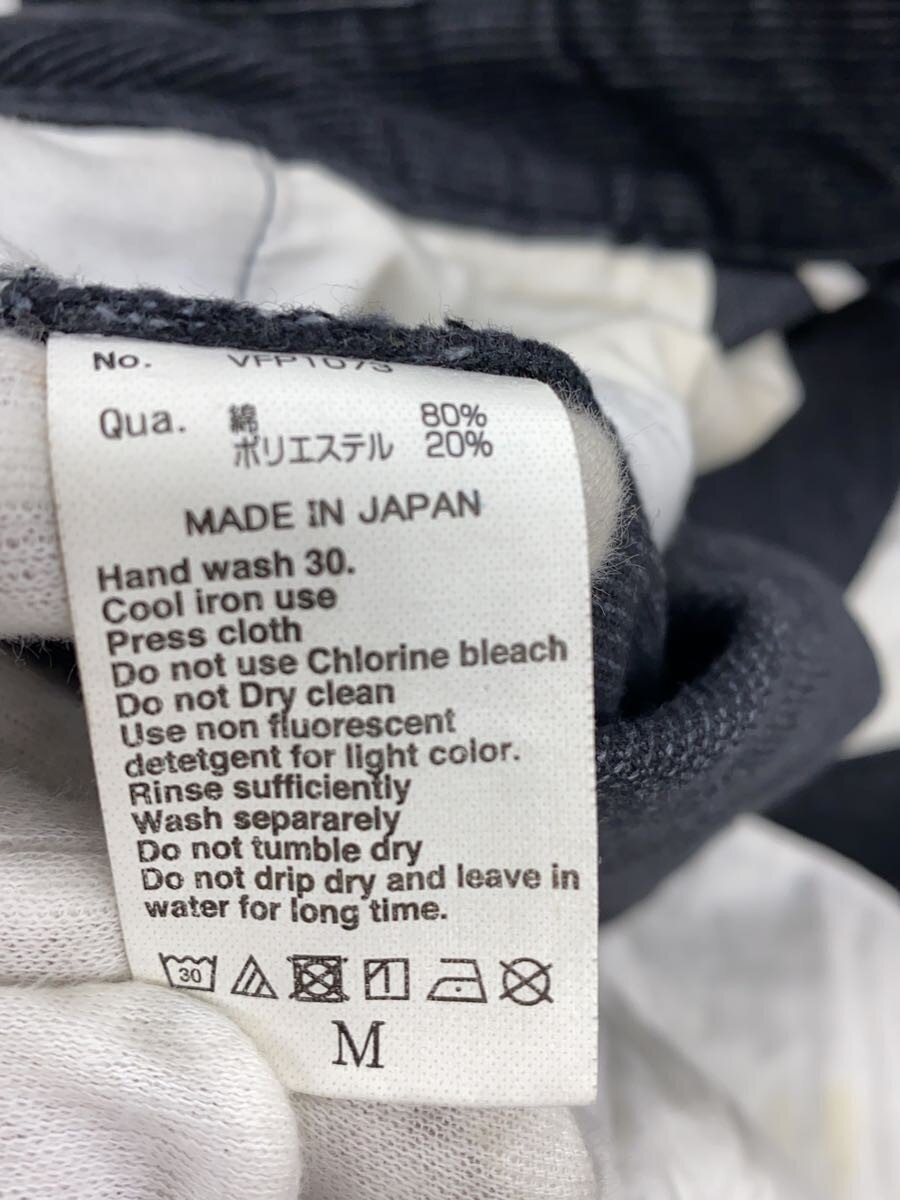 No. VFP1073
Qua. 綿 80%
ポリエステル 20%
MADE IN JAPAN
Hand wash 30.
Cool iron use
Press cloth
Do not use Chlorine bleach
Do not Dry clean
Use non fluorescent
detetgent for light color.
Rinse sufficiently
Wash separarely
Do not tumble dry
Do not drip dry and leave in
water for long time.
30
M